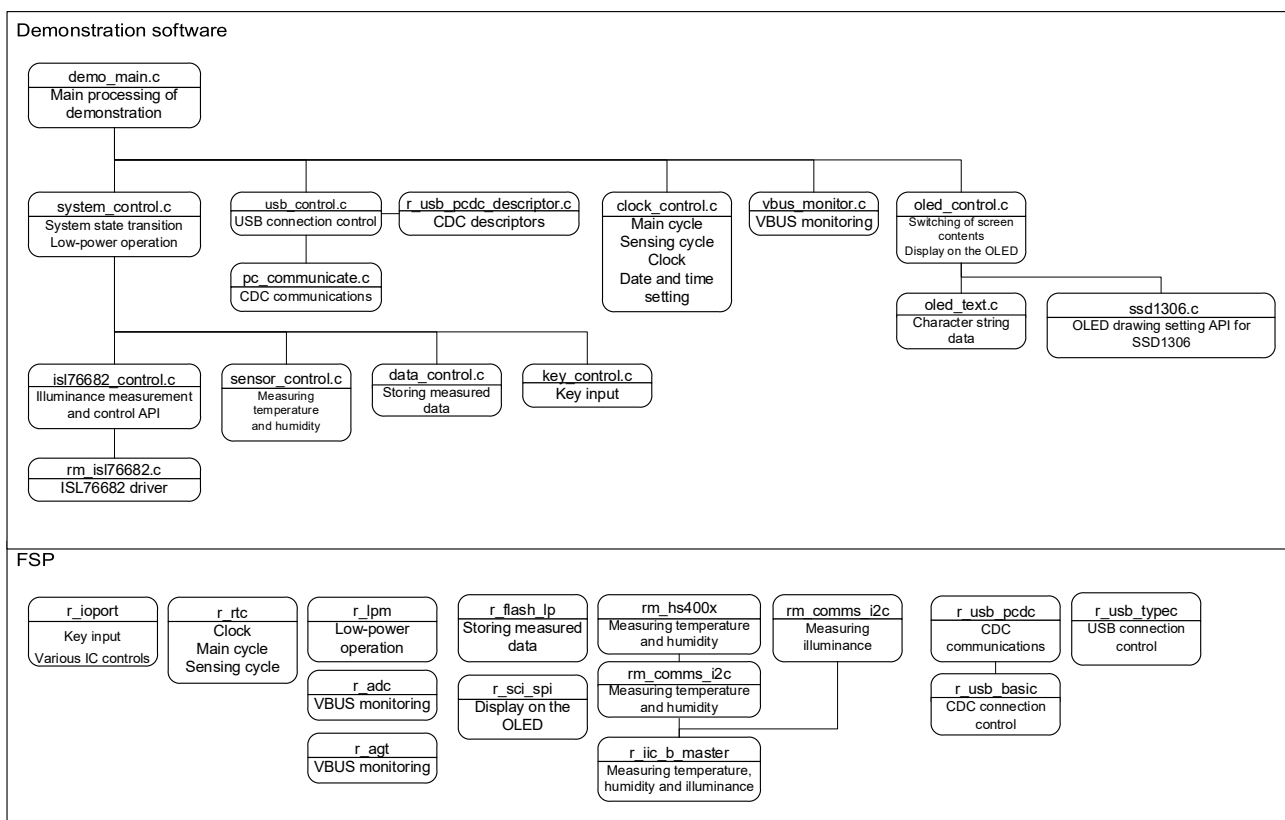 Demonstration software
demo_main.c
Main processing of
demonstration
system_control.c
System state transition
Low-power operation
usb_control.c
USB connection control
r_usb_pcdc_descriptor.c
CDC descriptors
clock_control.c
Main cycle
Sensing cycle
Clock
Date and time
setting
vbus_monitor.c
VBUS monitoring
oled_control.c
Switching of screen
contents
Display on the OLED
pc_communicate.c
CDC communications
oled_text.c
Character string
data
ssd1306.c
OLED drawing setting API for
SSD1306
isl76682_control.c
Illuminance measurement
and control API
sensor_control.c
Measuring
temperature
and humidity
data_control.c
Storing measured
data
key_control.c
Key input
rm_isl76682.c
ISL76682 driver
FSP
r_ioport
Key input
Various IC controls
r_rtc
Clock
Main cycle
Sensing cycle
r_lpm
Low-power
operation
r_adc
VBUS monitoring
r_agt
VBUS monitoring
r_flash_lp
Storing measured
data
r_sci_spi
Display on the
OLED
rm_hs400x
Measuring temperature
and humidity
rm_comms_i2c
Measuring temperature
and humidity
r_iic_b_master
Measuring temperature,
humidity and illuminance
rm_comms_i2c
Measuring
illuminance
r_usb_pcdc
CDC
communications
r_usb_basic
CDC connection
control
r_usb_typec
USB connection
control